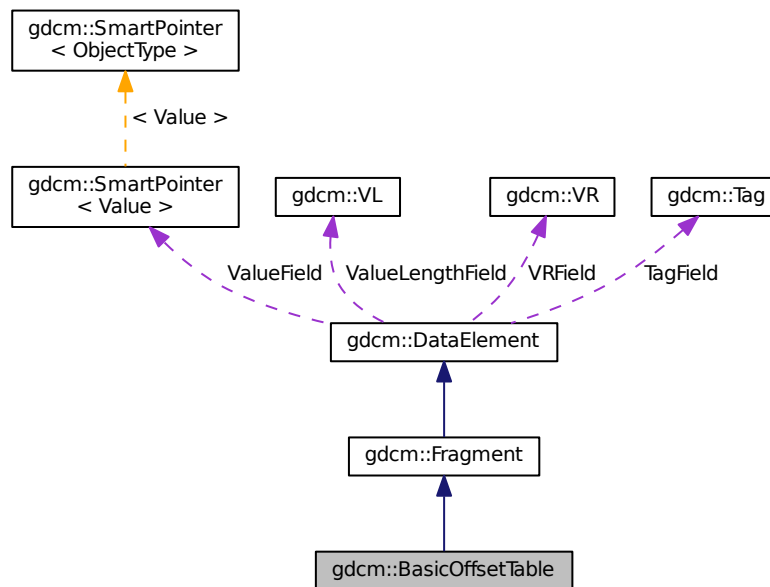 gdcm::SmartPointer
< ObjectType >
< Value >
gdcm::SmartPointer
< Value >
gdcm::VL
gdcm::VR
gdcm::Tag
ValueField
ValueLengthField
VRField
TagField
gdcm::DataElement
gdcm::Fragment
gdcm::BasicOffsetTable